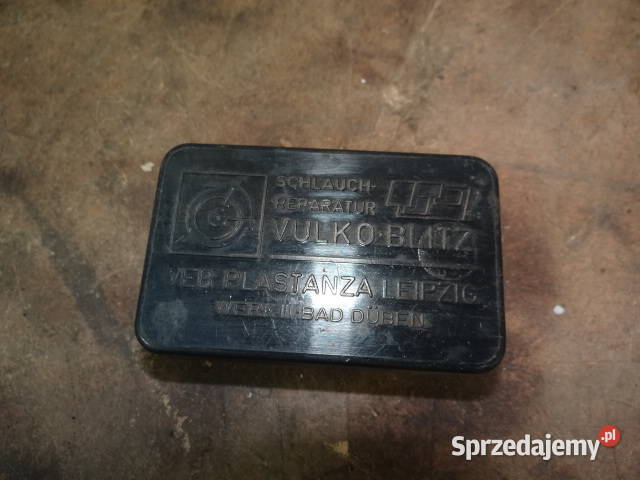 SCHLAUCH-
REPARATUR
VULKO-BLITZ
VEB PLASTANZA LEIPZIG
WERK II · BAD DÜBEN
Sprzedajemy.pl